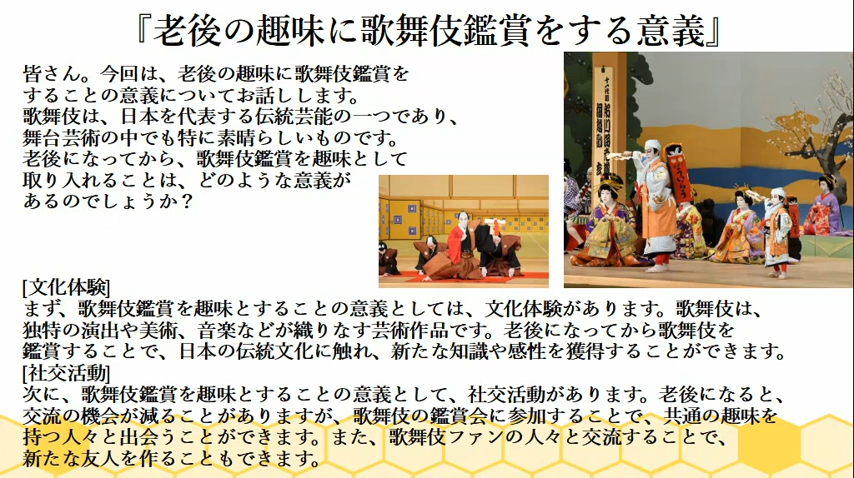 『老後の趣味に歌舞伎鑑賞をする意義』
皆さん。今回は、老後の趣味に歌舞伎鑑賞を
することの意義についてお話しします。
歌舞伎は、日本を代表する伝統芸能の一つであり、
舞台芸術の中でも特に素晴らしいものです。
老後になってから、歌舞伎鑑賞を趣味として
取り入れることは、どのような意義が
あるのでしょうか？
[文化体験]
まず、歌舞伎鑑賞を趣味とすることの意義としては、文化体験があります。歌舞伎は、
独特の演出や美術、音楽などが織りなす芸術作品です。老後になってから歌舞伎を
鑑賞することで、日本の伝統文化に触れ、新たな知識や感性を獲得することができます。
[社交活動]
次に、歌舞伎鑑賞を趣味とすることの意義として、社交活動があります。老後になると、
交流の機会が減ることがありますが、歌舞伎の鑑賞会に参加することで、共通の趣味を
持つ人々と出会うことができます。また、歌舞伎ファンの人々と交流することで、
新たな友人を作ることもできます。